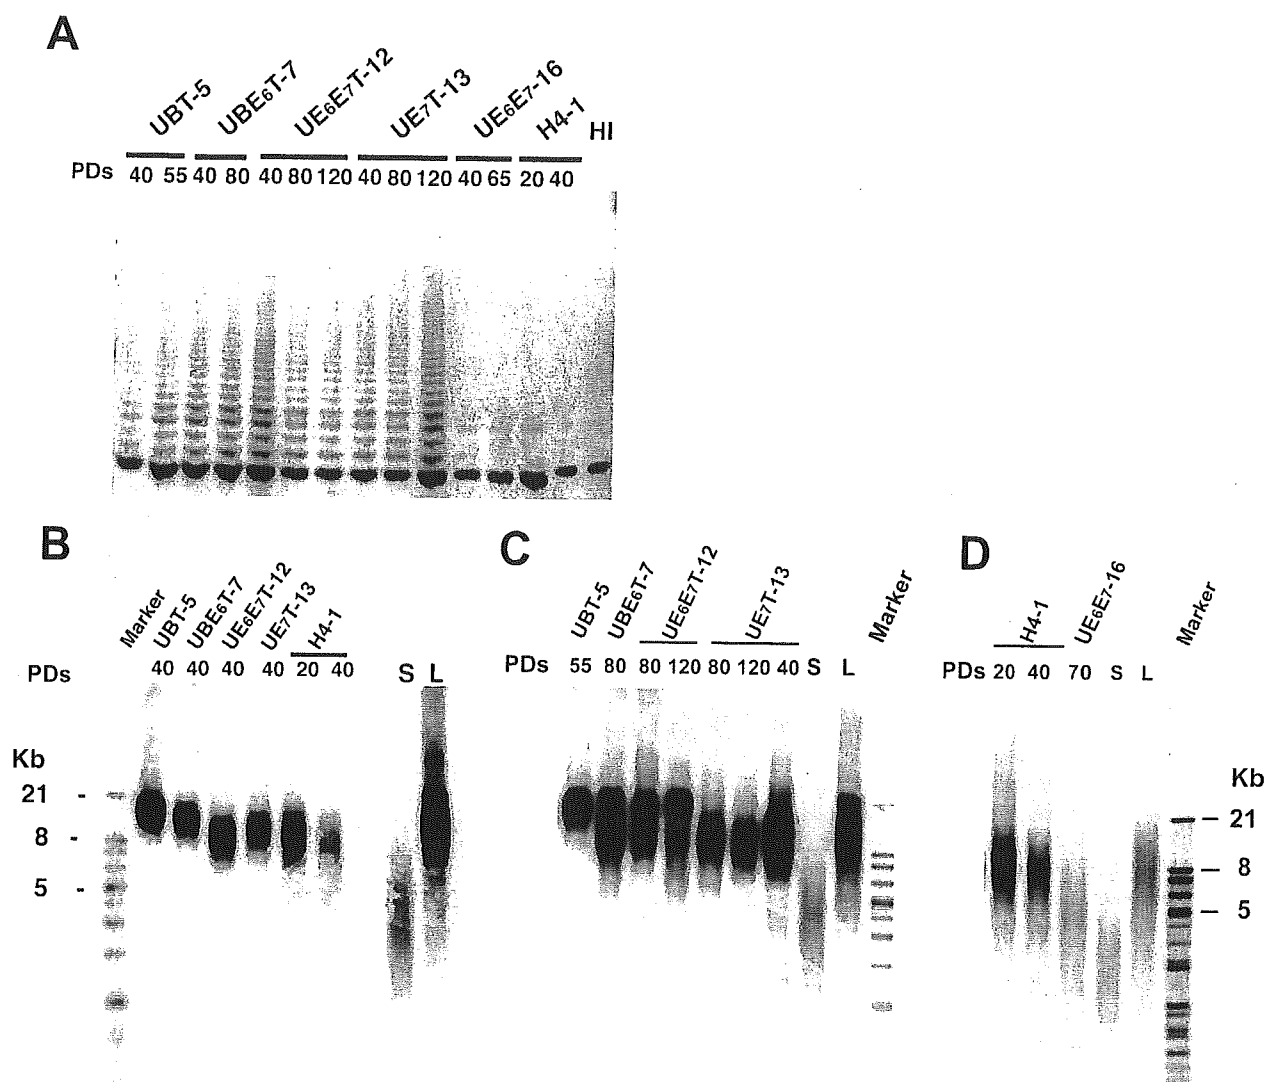 A
UBT-5 UBE6T-7 UE6E7T-12 UE7T-13 UE6E7-16 H4-1 HI
PDs 40 55 40 80 40 80 120 40 80 120 40 65 20 40
B
Marker UBT-5 UBE6T-7 UE6E7T-12 UE7T-13 H4-1
PDs 40 40 40 40 20 40 S L
Kb
21 -
8 -
5 -
C
UBT-5 UBE6T-7 UE6E7T-12 UE7T-13 Marker
PDs 55 80 80 120 80 120 40 S L
D
H4-1 UE6E7-16 Marker
PDs 20 40 70 S L
Kb
— 21
— 8
— 5